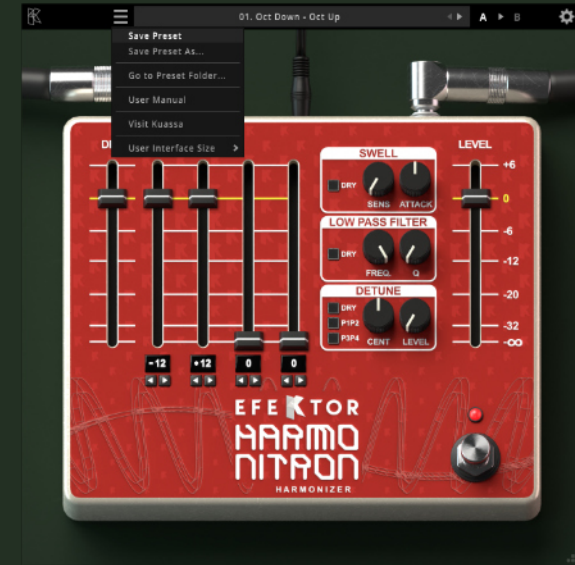 01. Oct Down - Oct Up
A
B
Save Preset
Save Preset As...
Go to Preset Folder...
User Manual
Visit Kuassa
User Interface Size
SWELL
DRY
SENS
ATTACK
LOW PASS FILTER
DRY
FREQ.
Q
DETUNE
DRY
P1P2
P3P4
CENT
LEVEL
LEVEL
+6
0
-6
-12
-20
-32
-∞
-12
+12
0
0
EFEKTOR
HARMO
NITRON
HARMONIZER